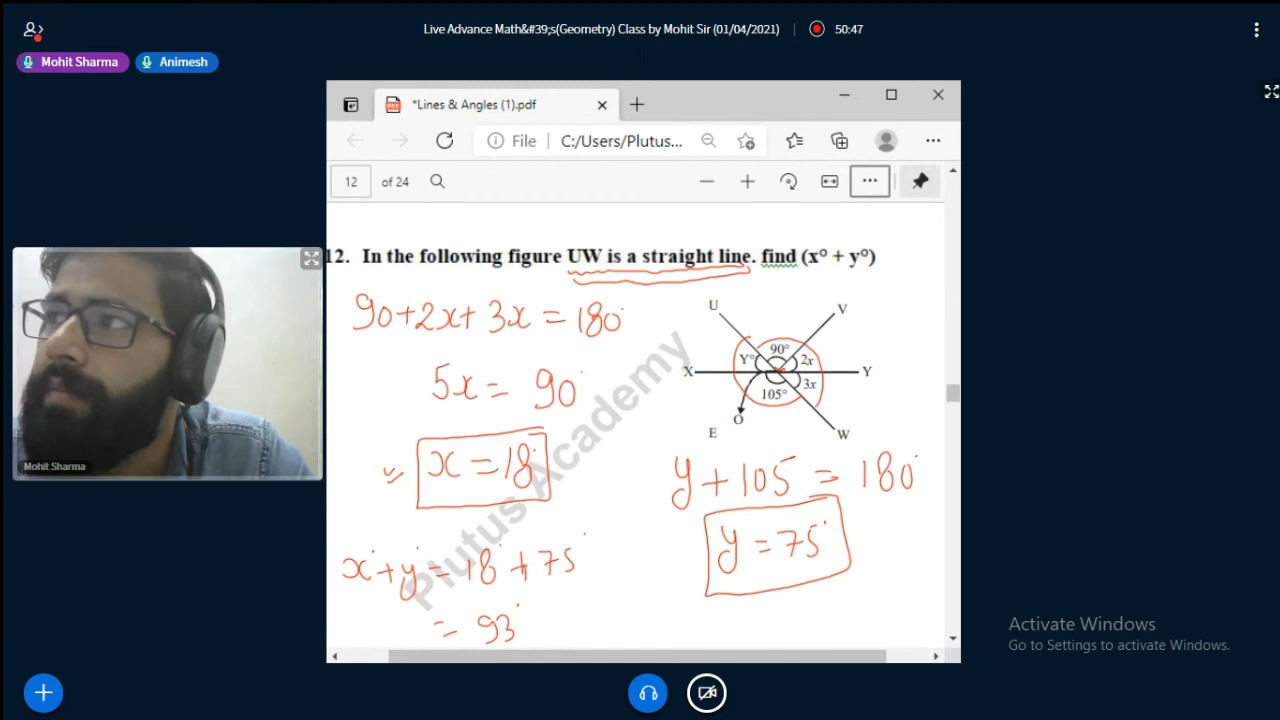 Live Advance Math&#39;s(Geometry) Class by Mohit Sir (01/04/2021)
50:47
Mohit Sharma
Animesh
*Lines & Angles (1).pdf
File
C:/Users/Plutus...
12
of 24
12. In the following figure UW is a straight line. find (x° + y°)
90+2x+3x=180°
5x = 90°
x = 18°
x°+y° = 18°+75°
= 93°
U
V
90°
Y°
2x
X
Y
3x
105°
O
E
W
y+105 = 180°
y = 75°
Plutus Academy
Mohit Sharma
Activate Windows
Go to Settings to activate Windows.